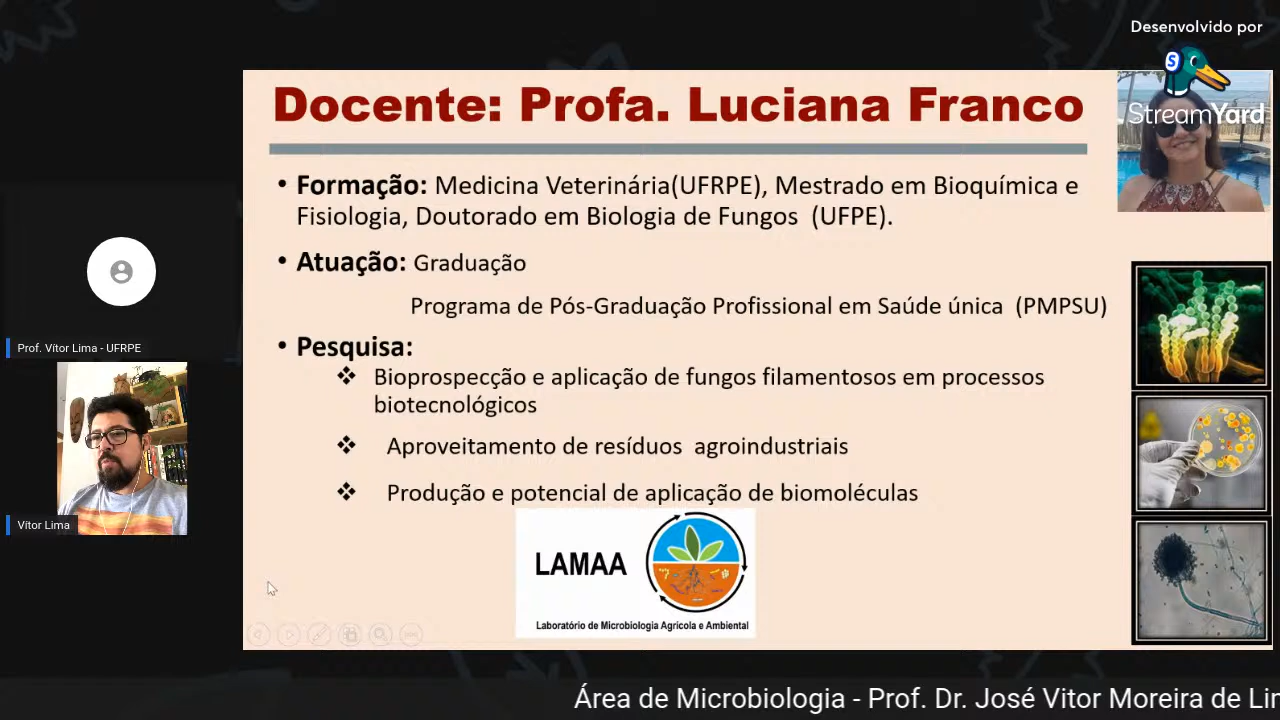 Desenvolvido por
StreamYard
Docente: Profa. Luciana Franco
• Formação: Medicina Veterinária(UFRPE), Mestrado em Bioquímica e
Fisiologia, Doutorado em Biologia de Fungos (UFPE).
• Atuação: Graduação
Programa de Pós-Graduação Profissional em Saúde única (PMPSU)
• Pesquisa:
❖ Bioprospecção e aplicação de fungos filamentosos em processos
biotecnológicos
❖ Aproveitamento de resíduos agroindustriais
❖ Produção e potencial de aplicação de biomoléculas
LAMAA
Laboratório de Microbiologia Agrícola e Ambiental
Prof. Vítor Lima - UFRPE
Vítor Lima
Área de Microbiologia - Prof. Dr. José Vitor Moreira de Lir